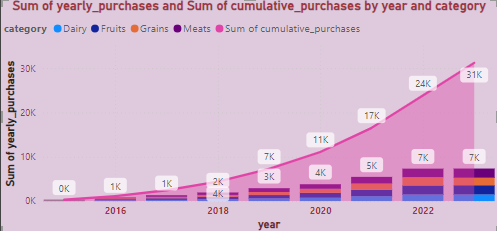 Sum of yearly_purchases and Sum of cumulative_purchases by year and category
category Dairy Fruits Grains Meats Sum of cumulative_purchases
Sum of yearly_purchases
30K
20K
10K
0K
0K
1K
1K
2K
4K
7K
3K
11K
4K
17K
5K
24K
7K
31K
7K
2016
2018
2020
2022
year